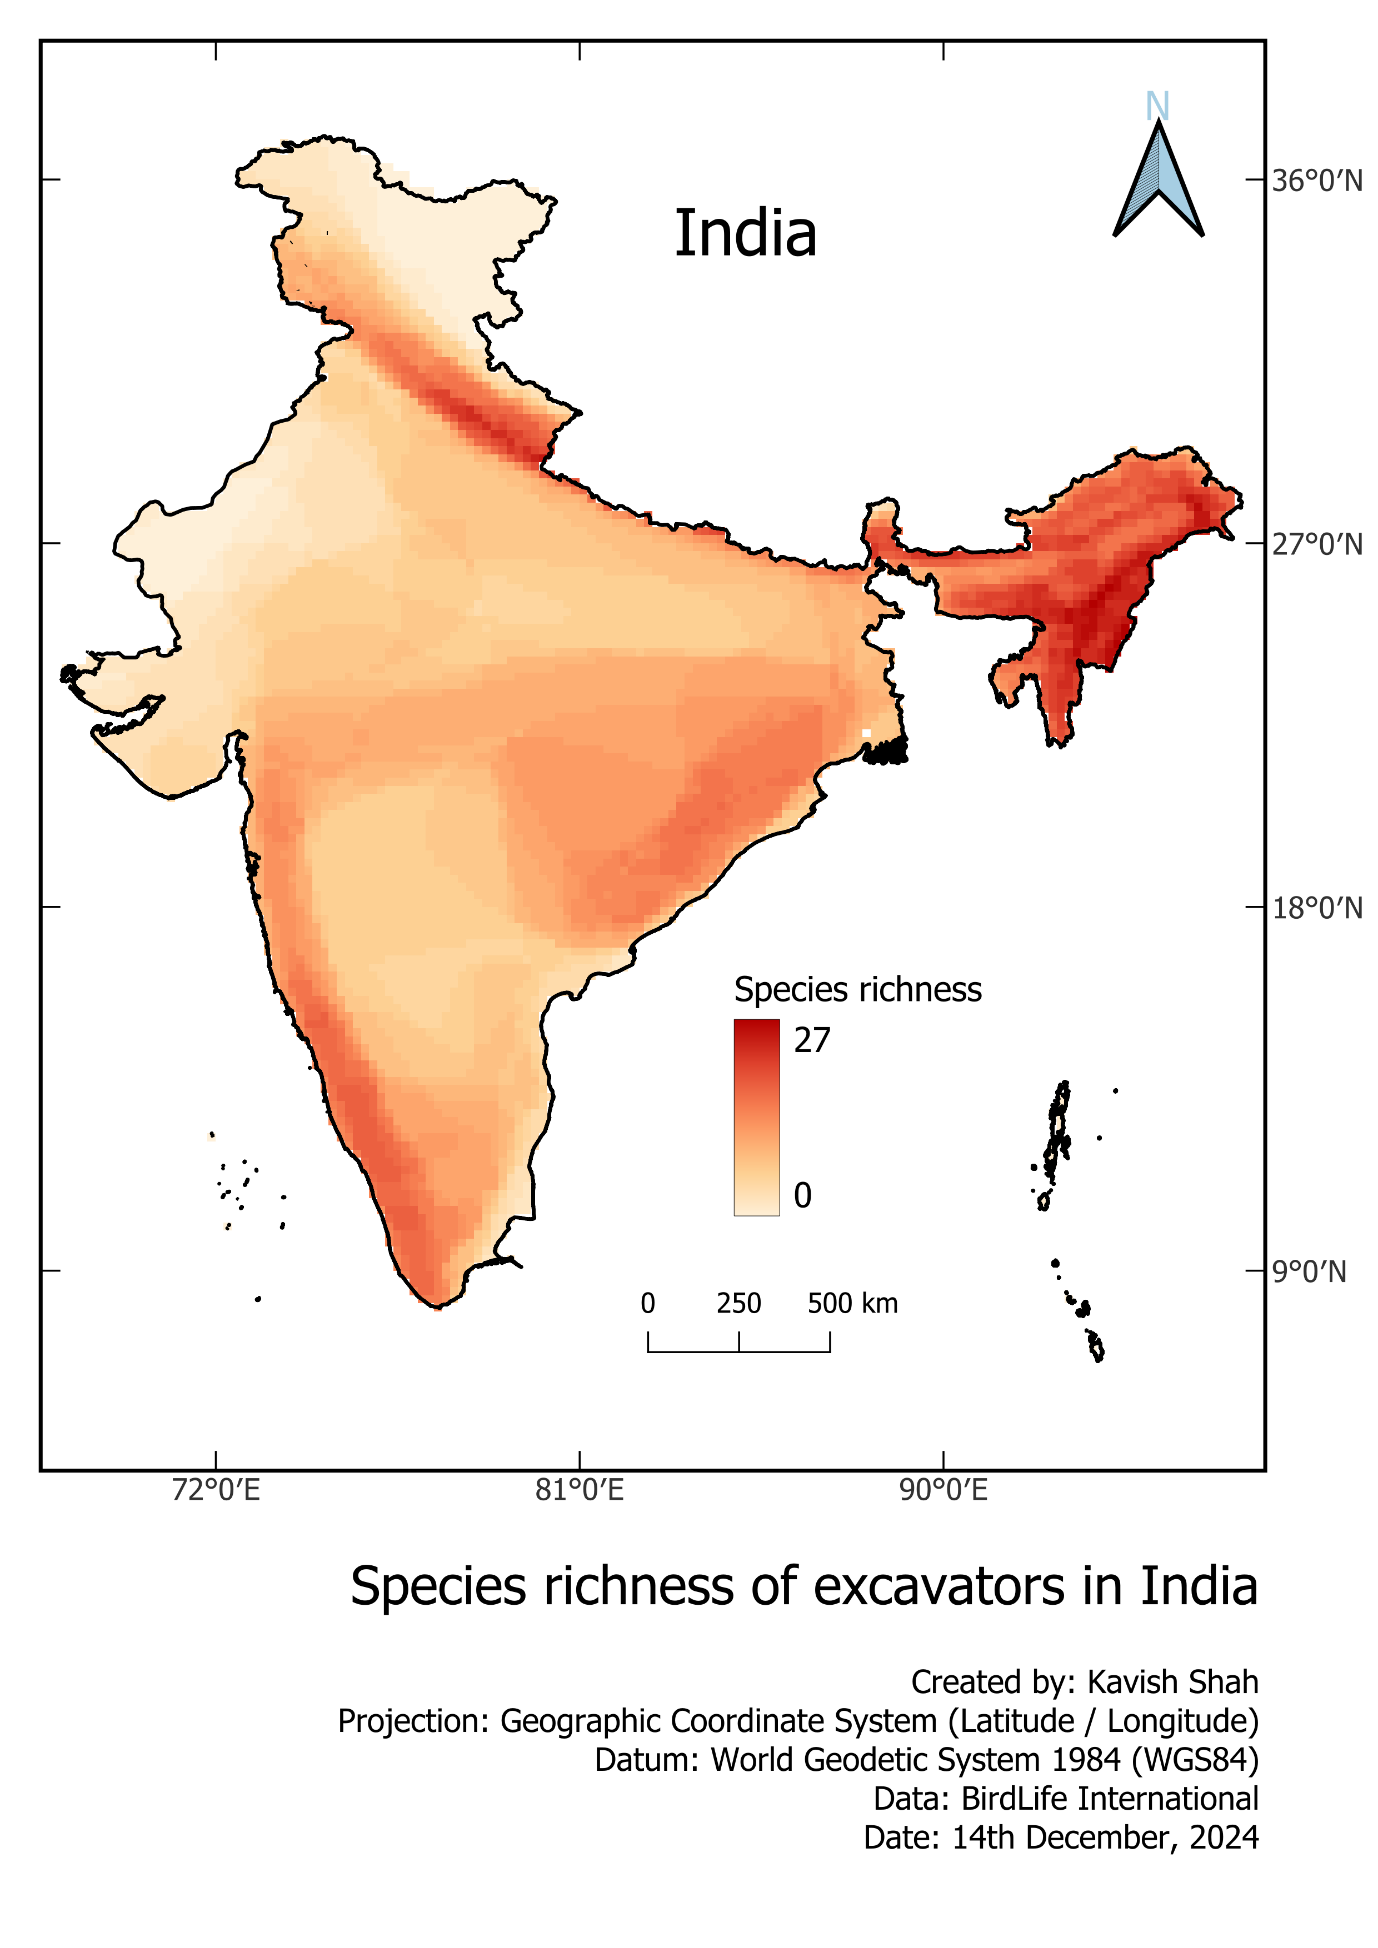 N
36°0′N
India
27°0′N
18°0′N
Species richness
27
0
9°0′N
0 250 500 km
72°0′E 81°0′E 90°0′E
Species richness of excavators in India
Created by: Kavish Shah
Projection: Geographic Coordinate System (Latitude / Longitude)
Datum: World Geodetic System 1984 (WGS84)
Data: BirdLife International
Date: 14th December, 2024